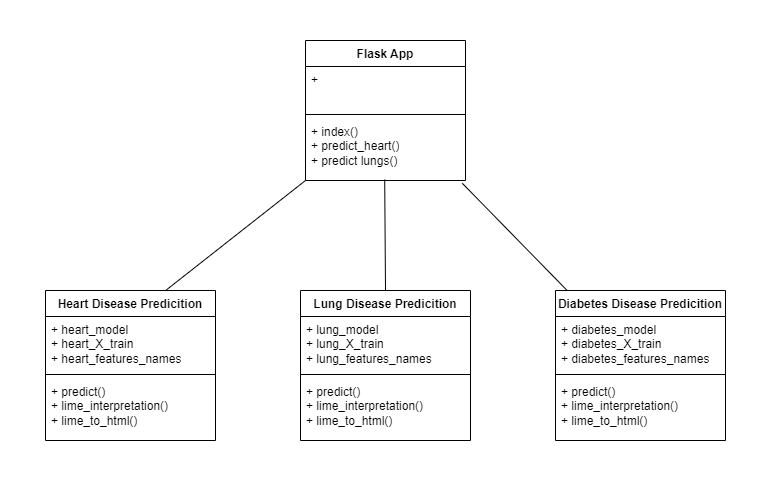 Flask App
+
+ index()
+ predict_heart()
+ predict lungs()
Heart Disease Predicition
+ heart_model
+ heart_X_train
+ heart_features_names
+ predict()
+ lime_interpretation()
+ lime_to_html()
Lung Disease Predicition
+ lung_model
+ lung_X_train
+ lung_features_names
+ predict()
+ lime_interpretation()
+ lime_to_html()
Diabetes Disease Predicition
+ diabetes_model
+ diabetes_X_train
+ diabetes_features_names
+ predict()
+ lime_interpretation()
+ lime_to_html()